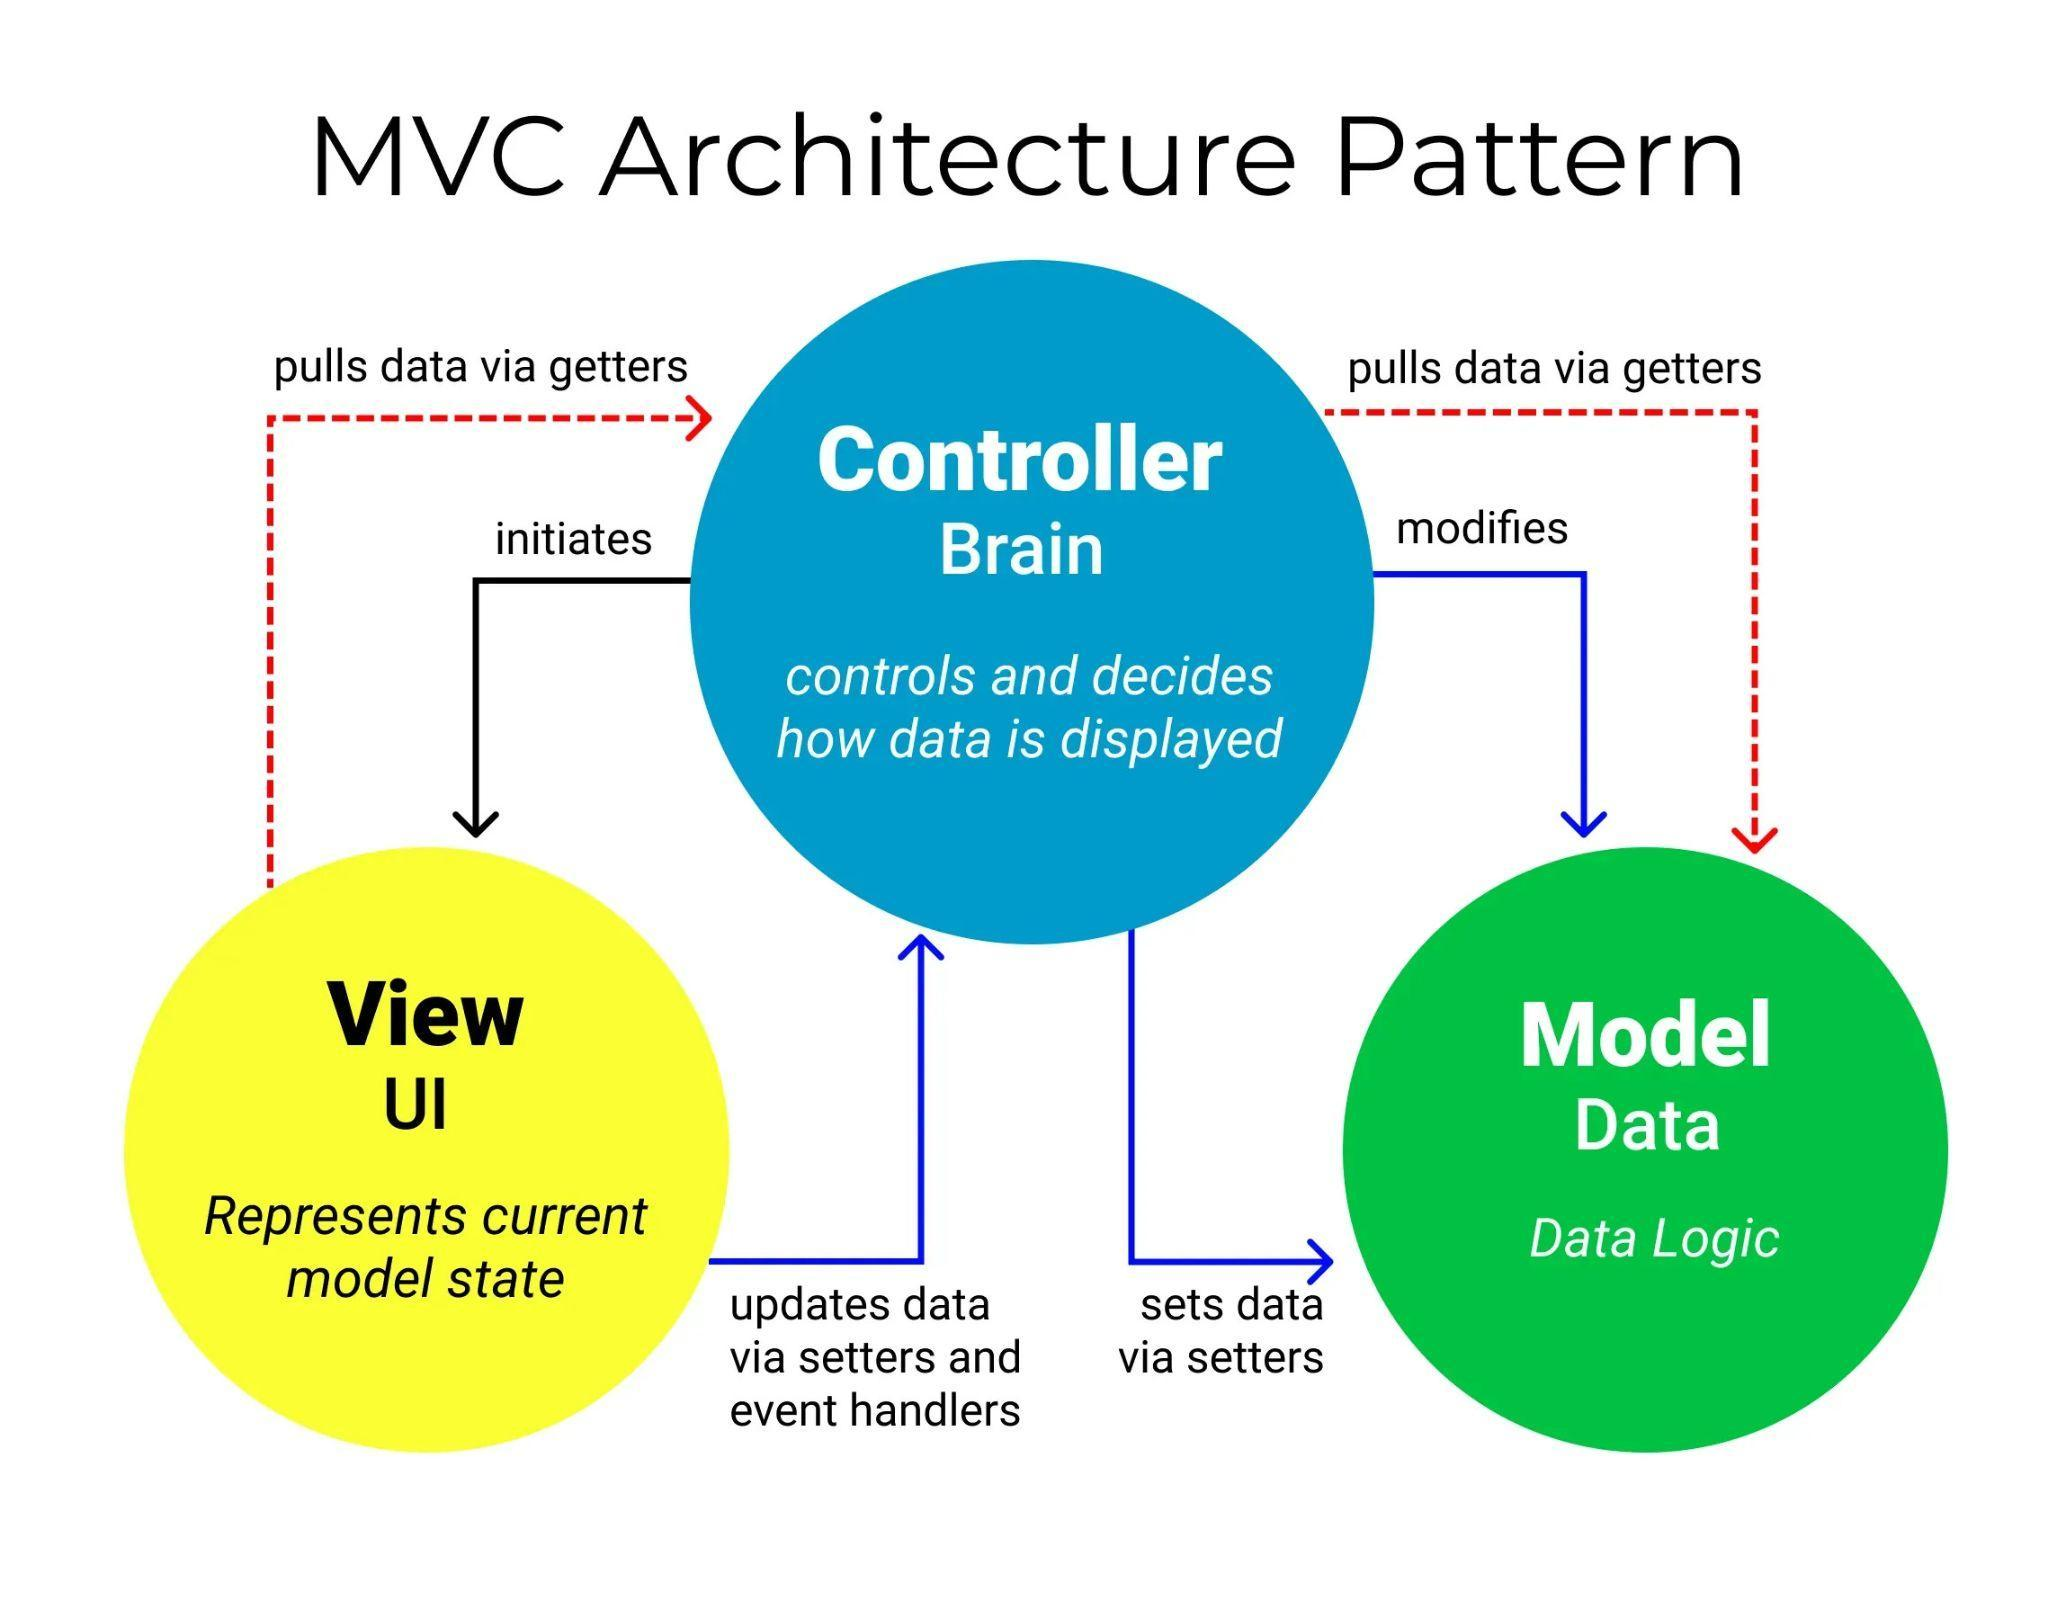 MVC Architecture Pattern
pulls data via getters
pulls data via getters
Controller
Brain
controls and decides
how data is displayed
initiates
modifies
View
UI
Represents current
model state
Model
Data
Data Logic
updates data
via setters and
event handlers
sets data
via setters